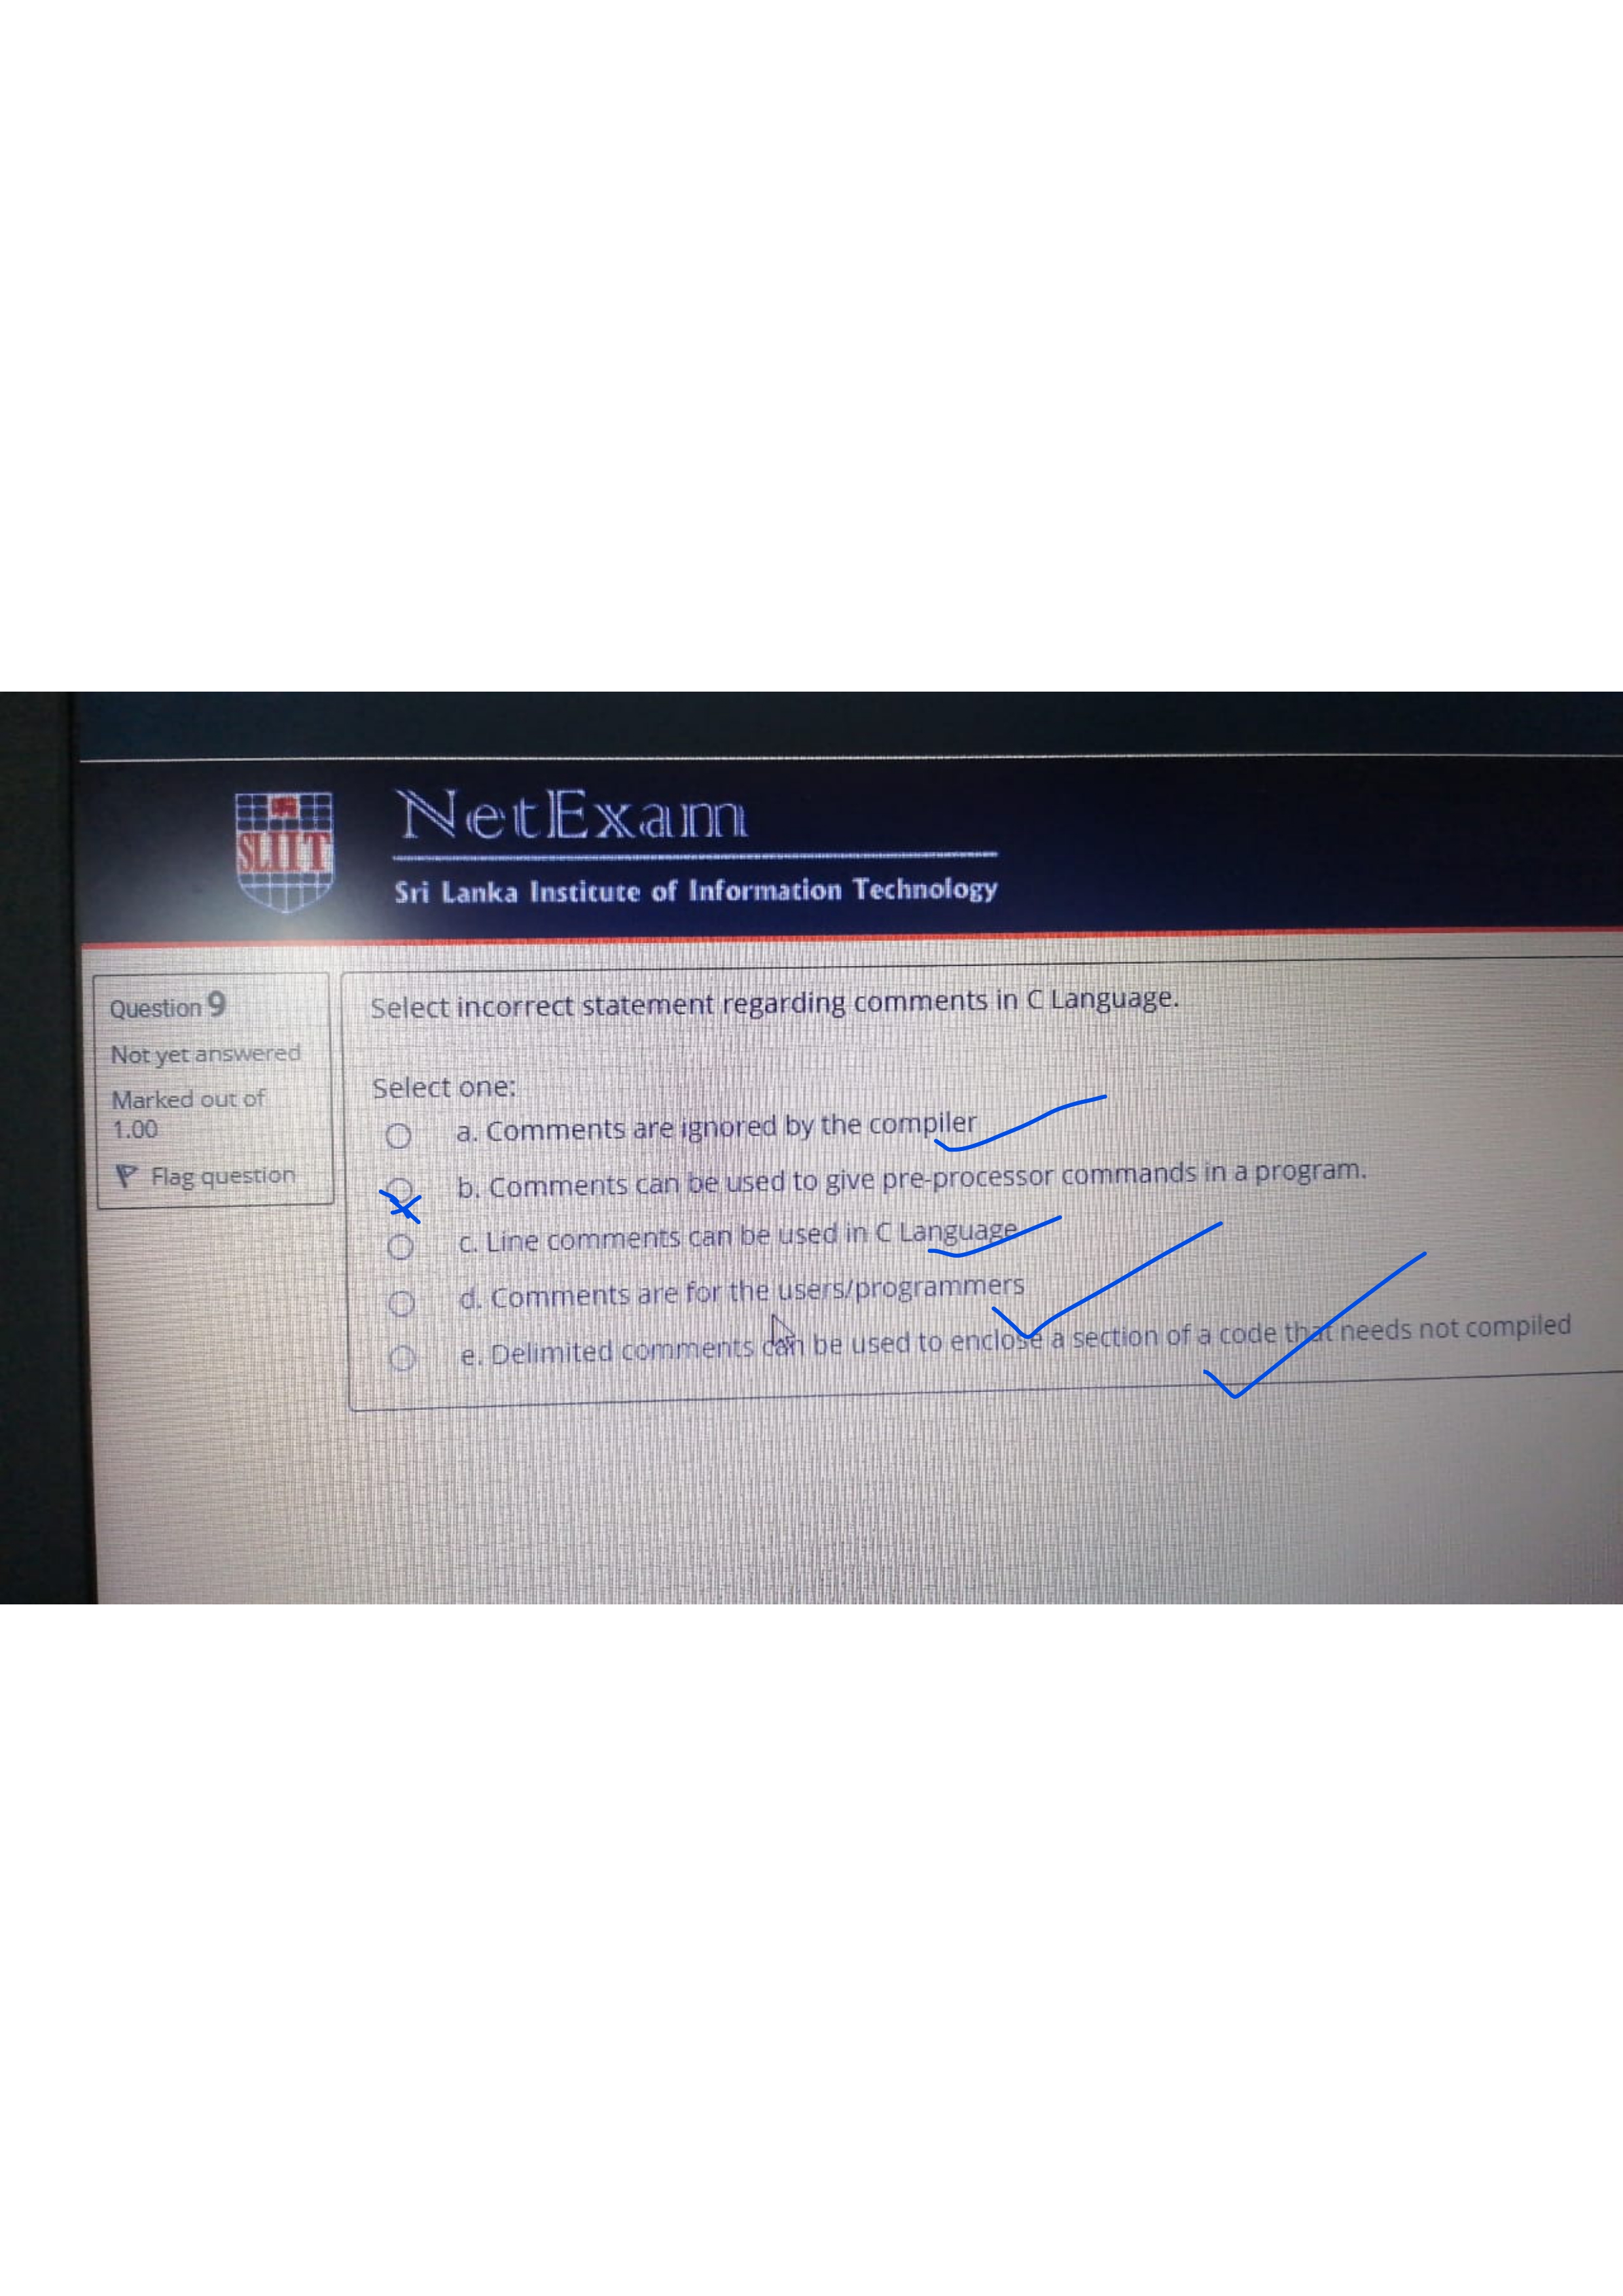 SLIIT
NetExam
Sri Lanka Institute of Information Technology
Question 9
Not yet answered
Marked out of
1.00
Flag question
Select incorrect statement regarding comments in C Language.
Select one:
a. Comments are ignored by the compiler
b. Comments can be used to give pre-processor commands in a program.
c. Line comments can be used in C Language
d. Comments are for the users/programmers
e. Delimited comments can be used to enclose a section of a code that needs not compiled